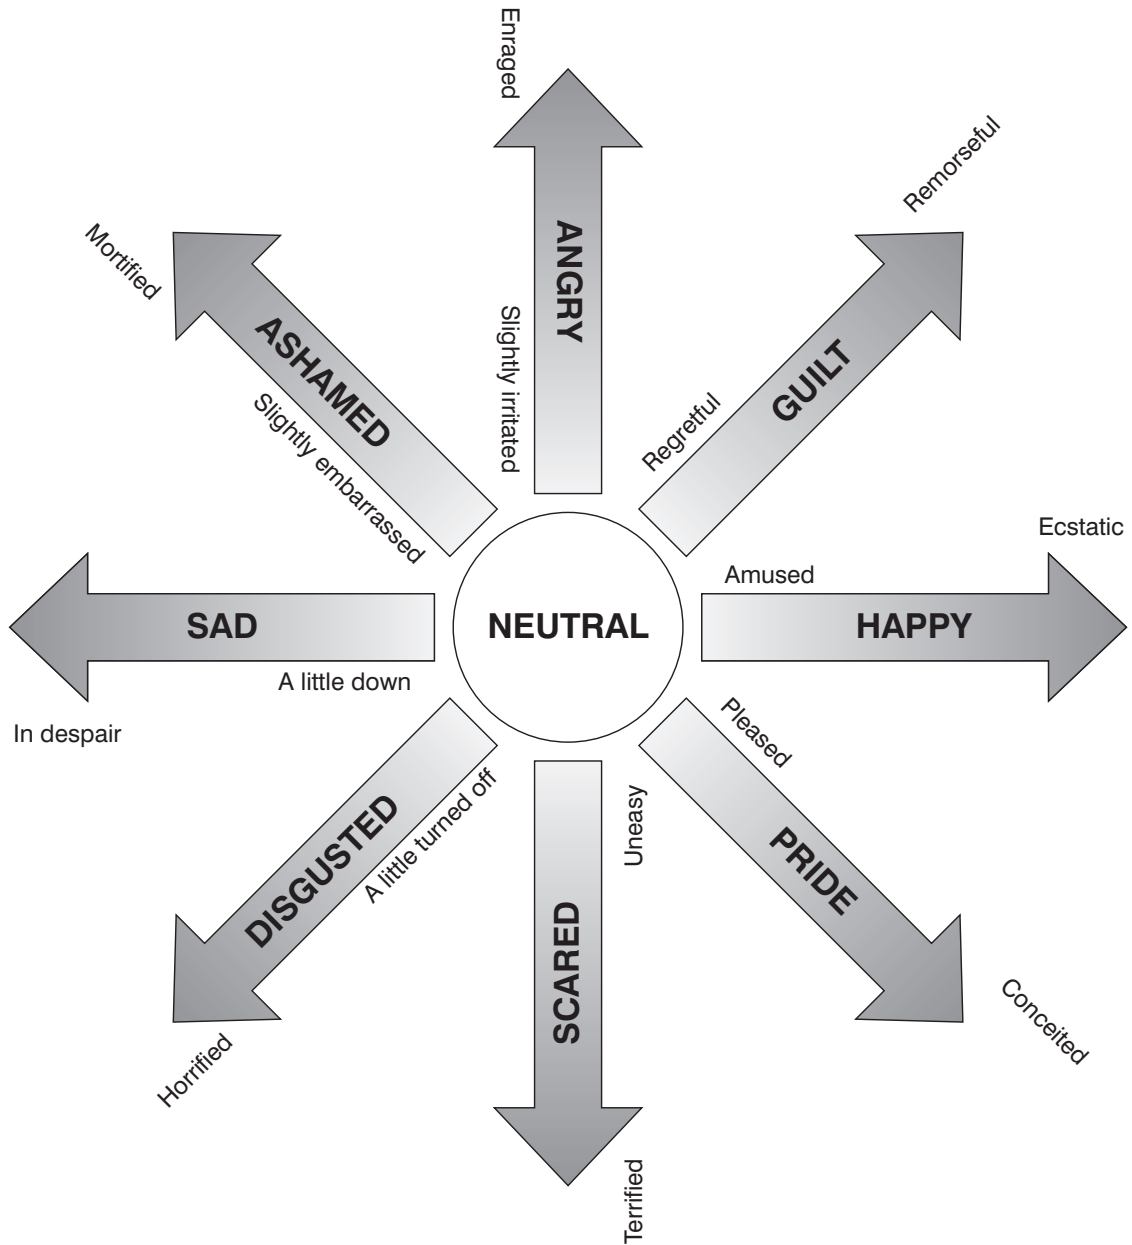 Enraged
ANGRY
Slightly irritated
Remorseful
GUILT
Regretful
Mortified
ASHAMED
Slightly embarrassed
Ecstatic
Amused
HAPPY
NEUTRAL
SAD
A little down
In despair
Pleased
PRIDE
Conceited
A little turned off
DISGUSTED
Horrified
Uneasy
SCARED
Terrified